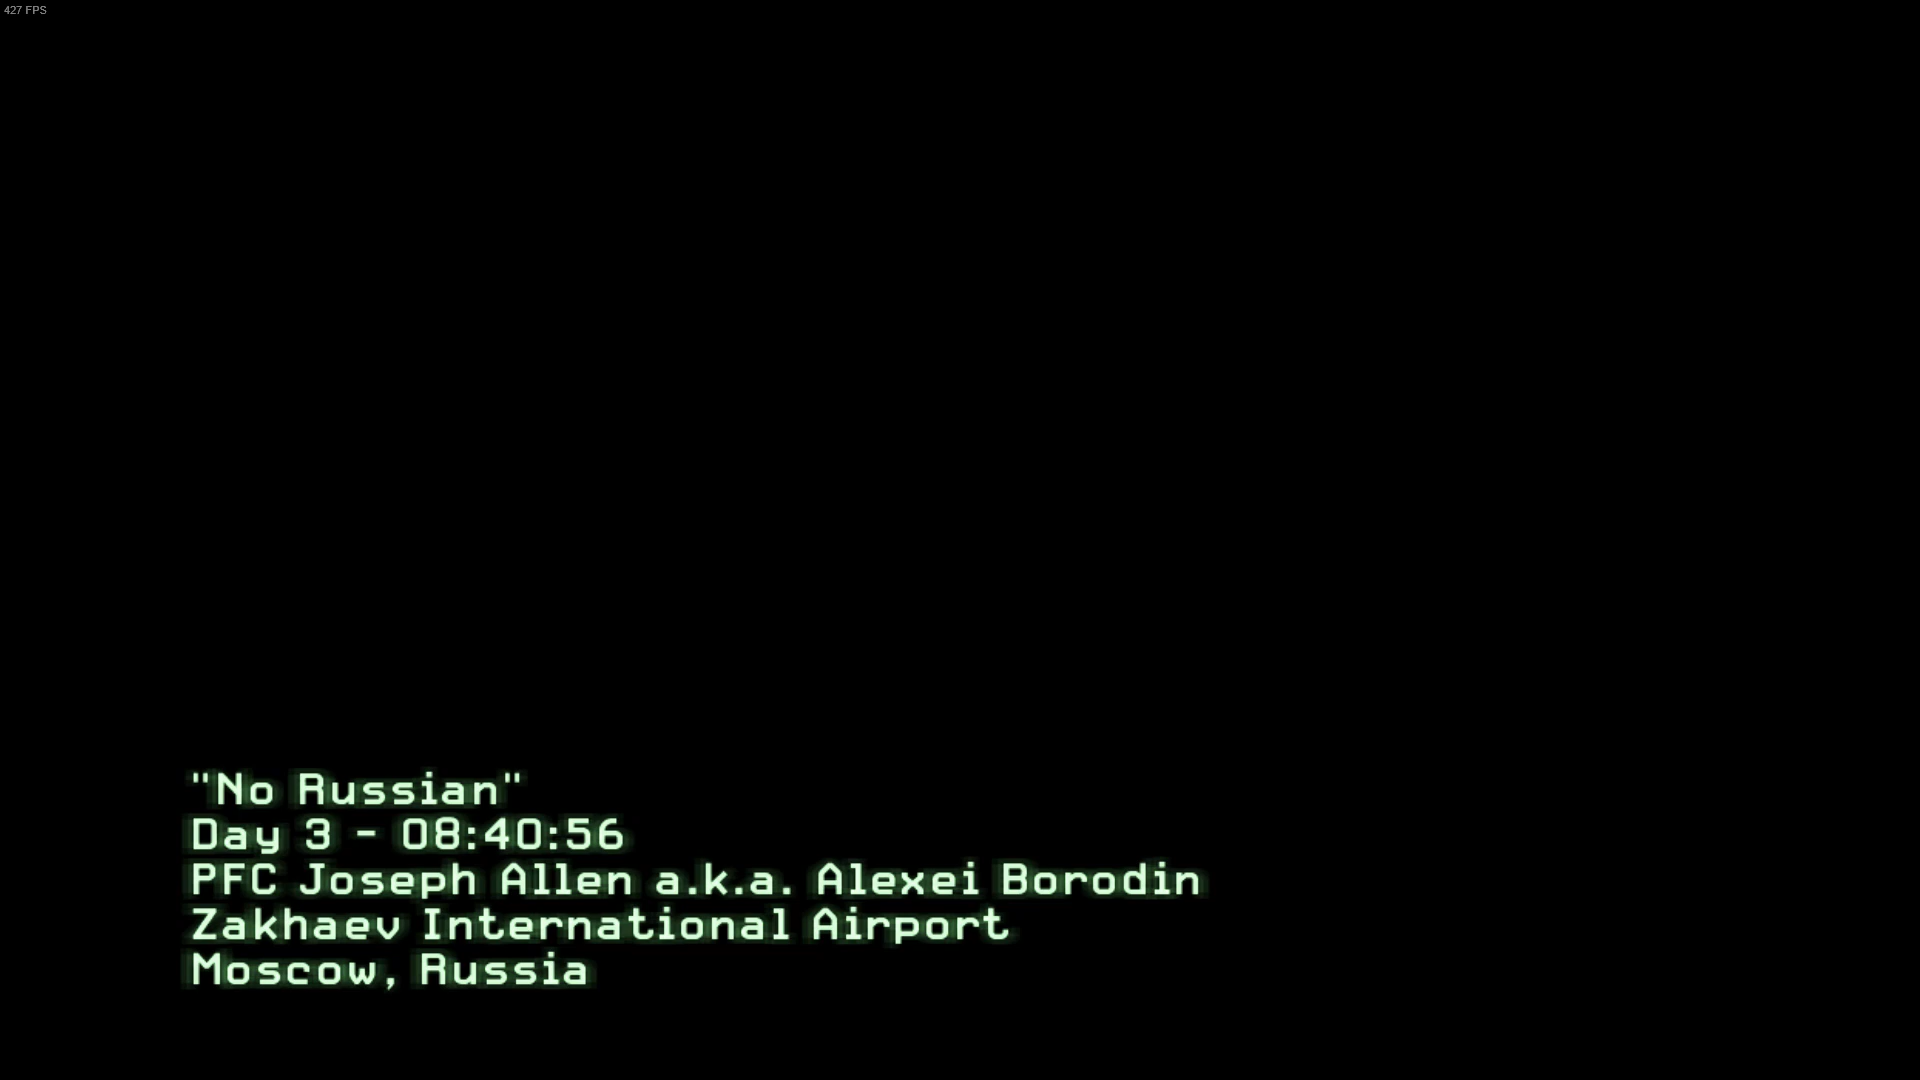 427 FPS
"No Russian"
Day 3 - 08:40:56
PFC Joseph Allen a.k.a. Alexei Borodin
Zakhaev International Airport
Moscow, Russia